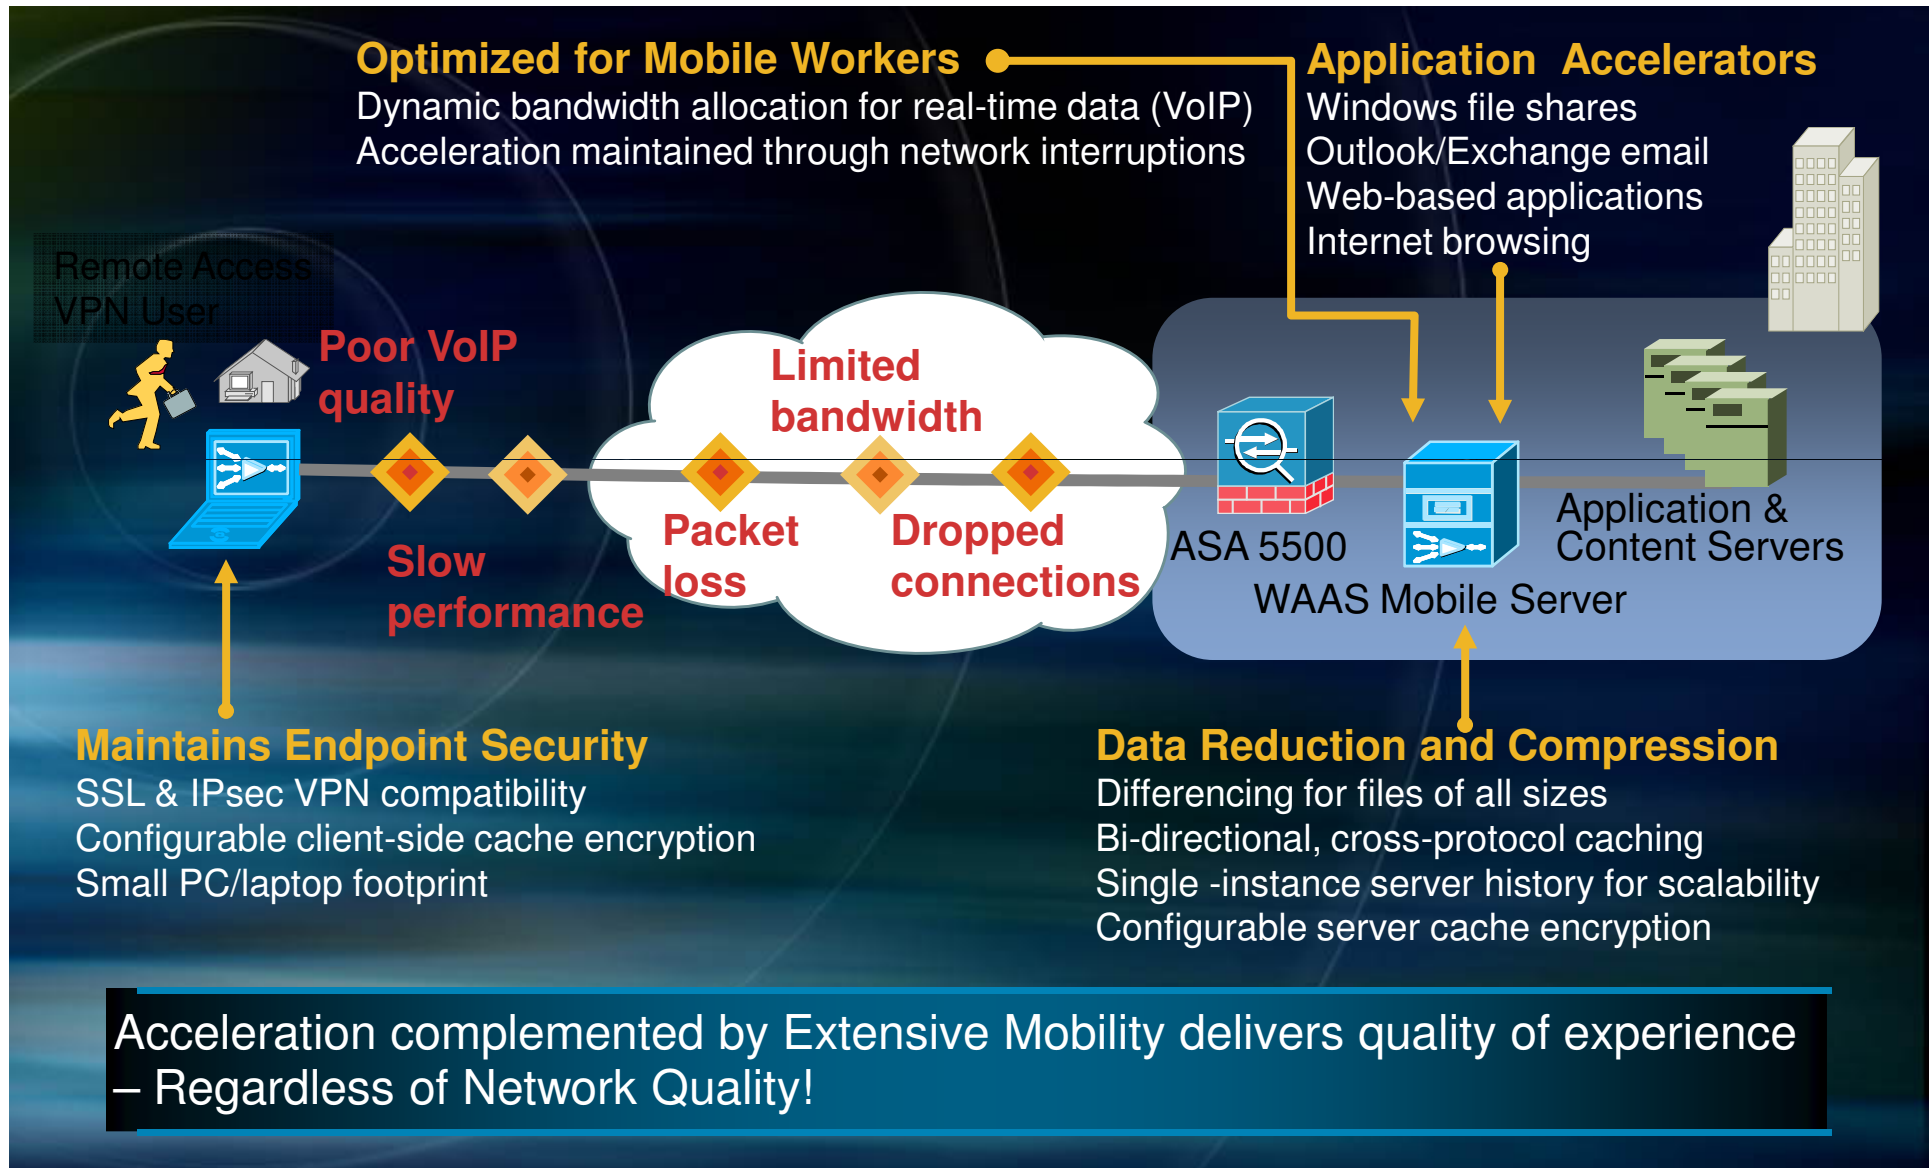 Optimized for Mobile Workers
Dynamic bandwidth allocation for real-time data (VoIP)
Acceleration maintained through network interruptions
Application Accelerators
Windows file shares
Outlook/Exchange email
Web-based applications
Internet browsing
Remote Access
VPN User
Poor VoIP
quality
Limited
bandwidth
Slow
performance
Packet
loss
Dropped
connections
ASA 5500
WAAS Mobile Server
Application &
Content Servers
Maintains Endpoint Security
SSL & IPsec VPN compatibility
Configurable client-side cache encryption
Small PC/laptop footprint
Data Reduction and Compression
Differencing for files of all sizes
Bi-directional, cross-protocol caching
Single -instance server history for scalability
Configurable server cache encryption
Acceleration complemented by Extensive Mobility delivers quality of experience
– Regardless of Network Quality!